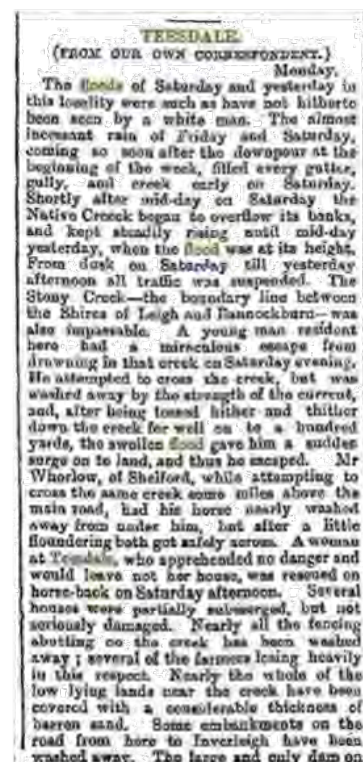 TEESDALE.
(FROM OUR OWN CORRESPONDENT.)
Monday.
The floods of Saturday and yesterday in
this locality were such as have not hitherto
been seen by a white man. The almost
incessant rain of Friday and Saturday,
coming so soon after the downpour at the
beginning of the week, filled every gutter,
gully, and creek early on Saturday.
Shortly after mid-day on Saturday the
Native Creeck began to overflow its banks,
and kept steadily rising until mid-day
yesterday, when the flood was at its height.
From dusk on Saturday till yesterday
afternoon all traffic was suspended. The
Stony Creek—the boundary line between
the Shires of Leigh and Bannockburn—was
also impassable. A young man resident
here had a miraculous escape from
drowning in that creek on Saturday evening.
He attempted to cross the creek, but was
washed away by the strength of the current,
and, after being tossed hither and thither
down the creek for well on to a hundred
yards, the swollen flood gave him a sudden
surge on to land, and thus he escaped. Mr
Whorlow, of Shelford, while attempting to
cross the same creek some miles above the
main road, had his horse nearly washed
away from under him, but after a little
floundering both got safely across. A woman
at Teesdale, who apprehended no danger and
would leave not her house, was rescued on
horse-back on Saturday afternoon. Several
houses were partially submerged, but not
seriously damaged. Nearly all the fencing
abutting on the creek has been washed
away; several of the farmers losing heavily
in this respect. Nearly the whole of the
low lying lands near the creek have been
covered with a considerable thickness of
barren sand. Some embankments on the
road from here to Inverleigh have been
washed away. The large and only dam on